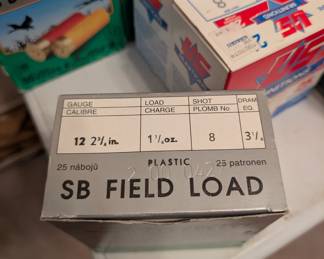 GAUGE LOAD SHOT DRAM
CALIBRE CHARGE PLOMB No EQ.
12 2³/₄ in. 1¹/₈ oz. 8 3¹/₄
25 nábojů PLASTIC 25 patronen
SB FIELD LOAD